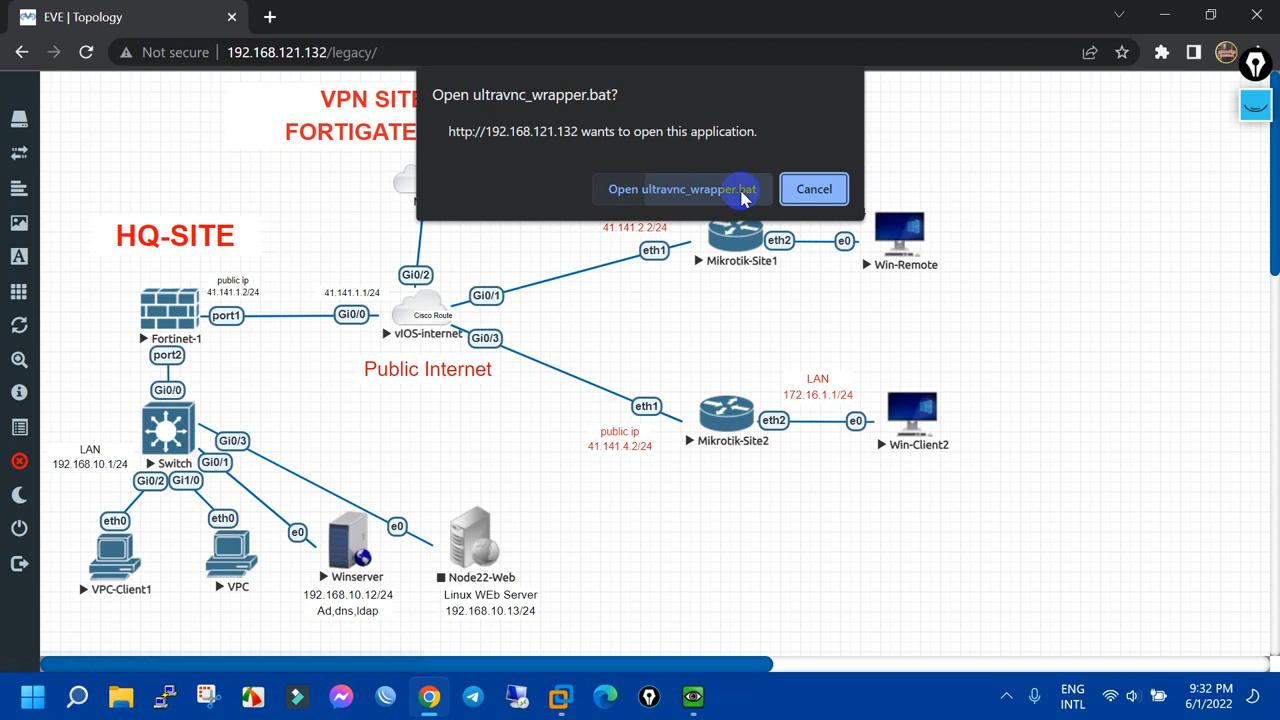 EVE | Topology
Not secure
192.168.121.132/legacy/
Open ultravnc_wrapper.bat?
http://192.168.121.132 wants to open this application.
Open ultravnc_wrapper.bat
Cancel
VPN SITE
FORTIGATE
HQ-SITE
41.141.2.2/24
eth1
Mikrotik-Site1
eth2
e0
Win-Remote
Gi0/2
public ip
41.141.1.2/24
41.141.1.1/24
Gi0/1
port1
Gi0/0
Cisco Route
Fortinet-1
vIOS-internet
Gi0/3
port2
Public Internet
LAN
172.16.1.1/24
Gi0/0
eth1
eth2
e0
public ip
41.141.4.2/24
Mikrotik-Site2
Win-Client2
Gi0/3
LAN
192.168.10.1/24
Switch
Gi0/1
Gi0/2
Gi1/0
eth0
eth0
e0
e0
VPC-Client1
VPC
Winserver
192.168.10.12/24
Ad,dns,ldap
Node22-Web
Linux WEb Server
192.168.10.13/24
ENG
INTL
9:32 PM
6/1/2022